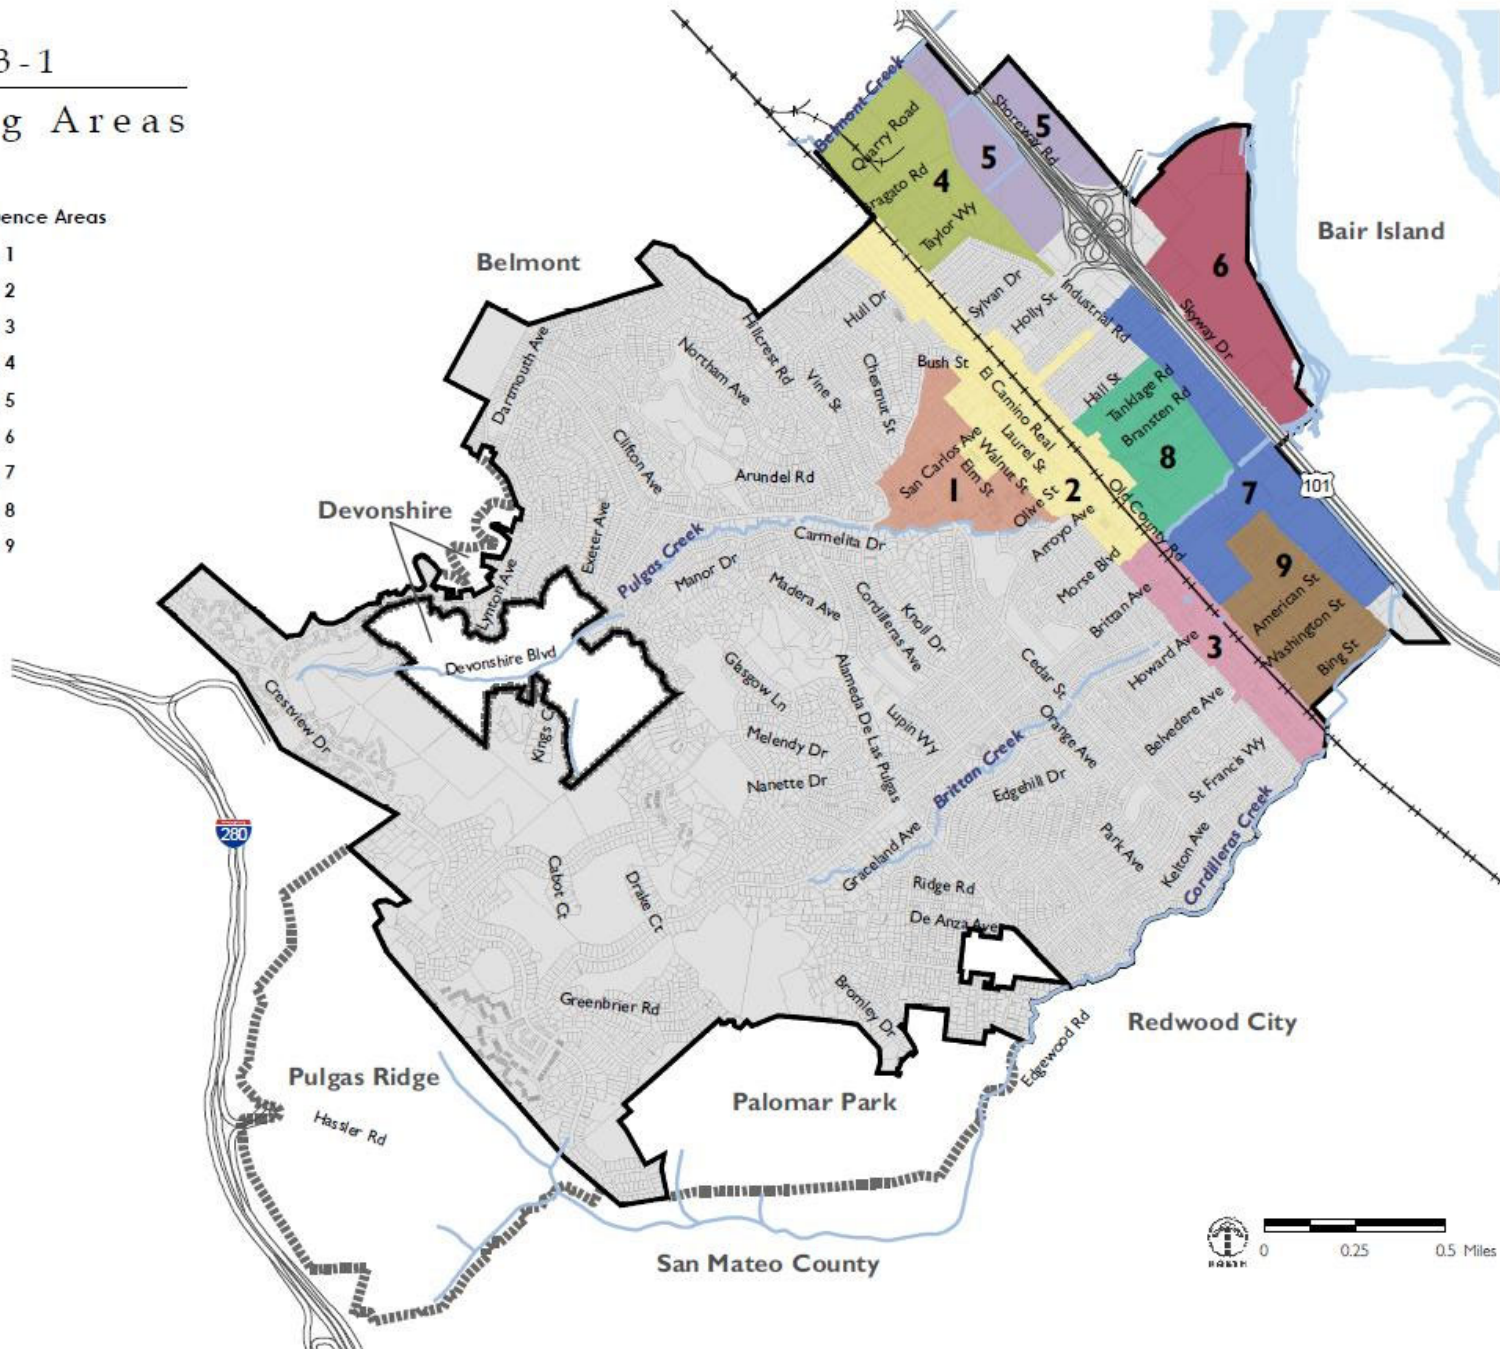 3-1
g Areas
ence Areas
1
2
3
4
5
6
7
8
9
Belmont
Devonshire
Bair Island
Redwood City
Palomar Park
Pulgas Ridge
San Mateo County
Belmont Creek
Quarry Road
Bragato Rd
Taylor Wy
4
5
5
Shoreway Rd
6
Skyway Dr
Hull Dr
Sylvan Dr
Holly St
Industrial Rd
Hillcrest Rd
Northam Ave
Vine St
Chestnut St
Bush St
El Camino Real
Hall St
Tanklage Rd
Bransten Rd
8
7
101
Dartmouth Ave
Clifton Ave
Arundel Rd
San Carlos Ave
Laurel St
Walnut St
Elm St
1
2
Olive St
Arroyo Ave
Old County Rd
Exeter Ave
Pulgas Creek
Carmelita Dr
Manor Dr
Madera Ave
Cordilleras Ave
Knoll Dr
Morse Blvd
Brittan Ave
9
American St
Washington St
Bing St
3
Howard Ave
Lynton Ave
Devonshire Blvd
Crestview Dr
Kings C
Glasgow Ln
Alameda De Las Pulgas
Cedar St
Orange Ave
Belvedere Ave
Lupin Wy
Melendy Dr
Nanette Dr
Brittan Creek
Edgehill Dr
St Francis Wy
Cordilleras Creek
Park Ave
Kelton Ave
Graceland Ave
Ridge Rd
De Anza Ave
280
Cabot Ct
Drake Ct
Greenbrier Rd
Bromley Dr
Edgewood Rd
Hassler Rd
NORTH
0 0.25 0.5 Miles